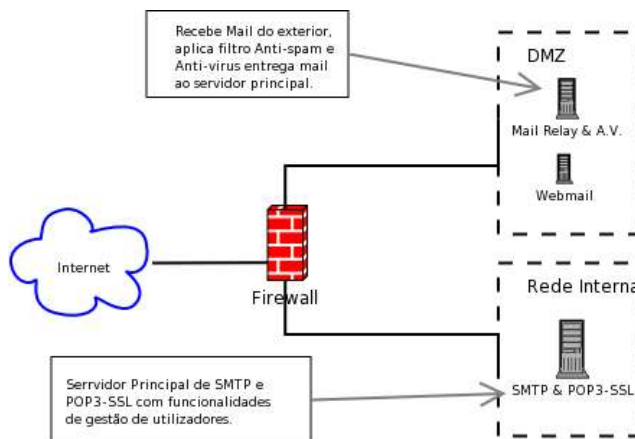 Recebe Mail do exterior,
aplica filtro Anti-spam e
Anti-virus entrega mail
ao servidor principal.
DMZ
Mail Relay & A.V.
Webmail
Internet
Firewall
Rede Interna
SMTP & POP3-SSL
Serrvidor Principal de SMTP e
POP3-SSL com funcionalidades
de gestão de utilizadores.